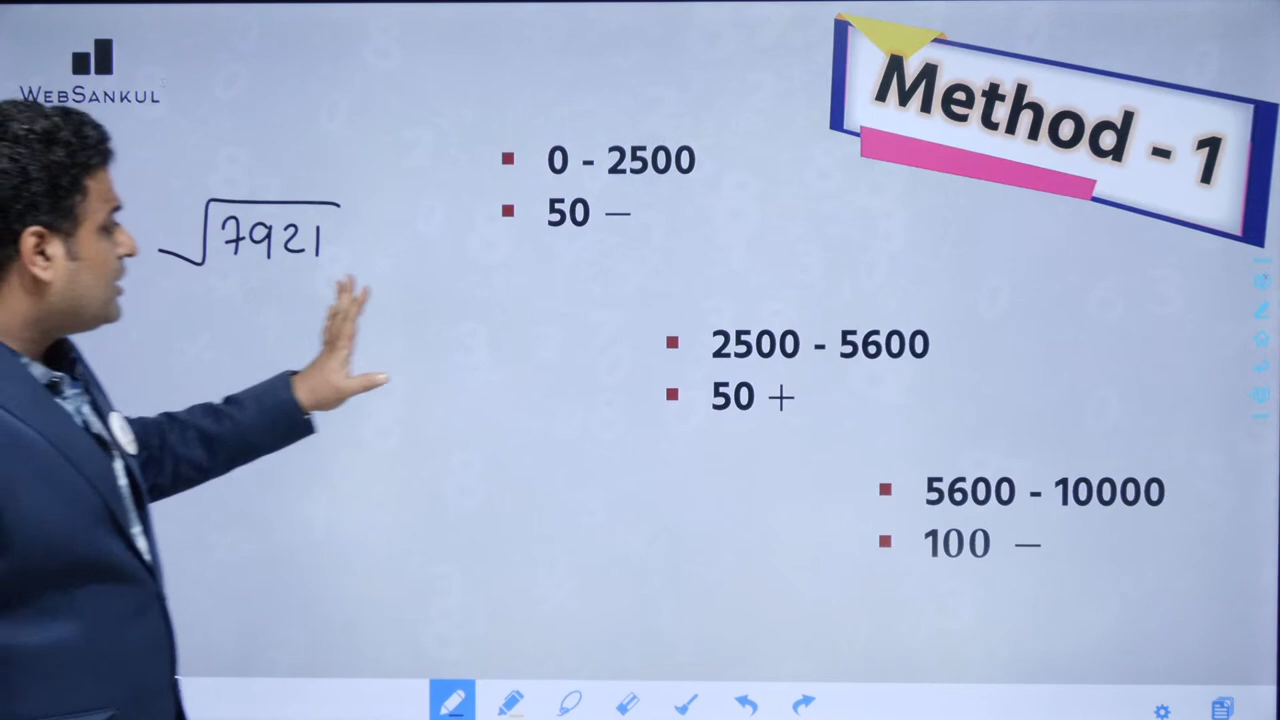 WEBSANKUL
Method - 1
0 - 2500
50 –
√7921
2500 - 5600
50 +
5600 - 10000
100 –